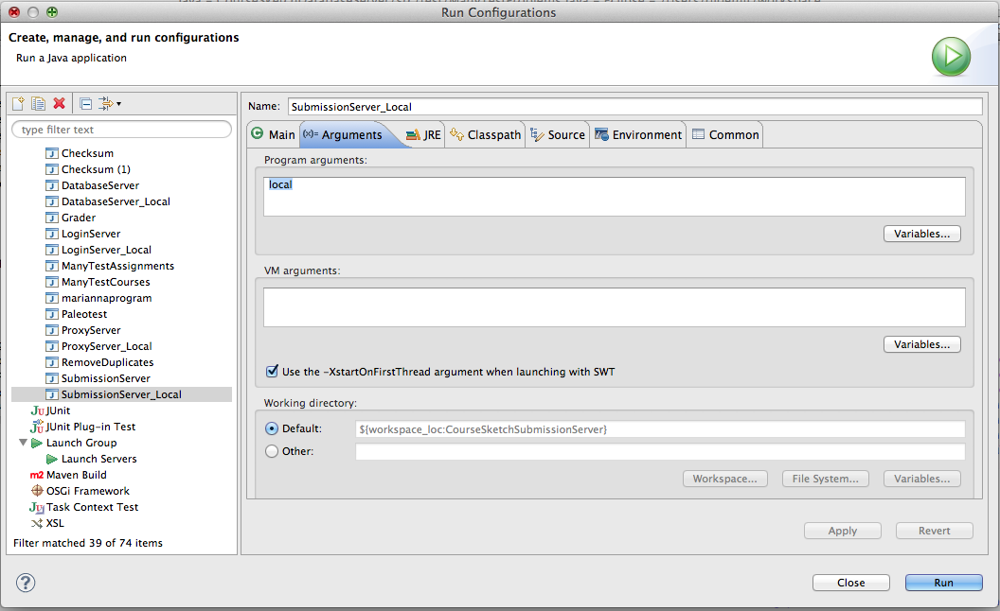 Run Configurations
Create, manage, and run configurations
Run a Java application
type filter text
Checksum
Checksum (1)
DatabaseServer
DatabaseServer_Local
Grader
LoginServer
LoginServer_Local
ManyTestAssignments
ManyTestCourses
mariannaprogram
Paleotest
ProxyServer
ProxyServer_Local
RemoveDuplicates
SubmissionServer
SubmissionServer_Local
JUnit
JUnit Plug-in Test
Launch Group
Launch Servers
m2 Maven Build
OSGi Framework
Task Context Test
XSL
Filter matched 39 of 74 items
Name: SubmissionServer_Local
Main (x)= Arguments JRE Classpath Source Environment Common
Program arguments:
local
Variables...
VM arguments:
Variables...
Use the -XstartOnFirstThread argument when launching with SWT
Working directory:
Default: ${workspace_loc:CourseSketchSubmissionServer}
Other:
Workspace... File System... Variables...
Apply Revert
? Close Run